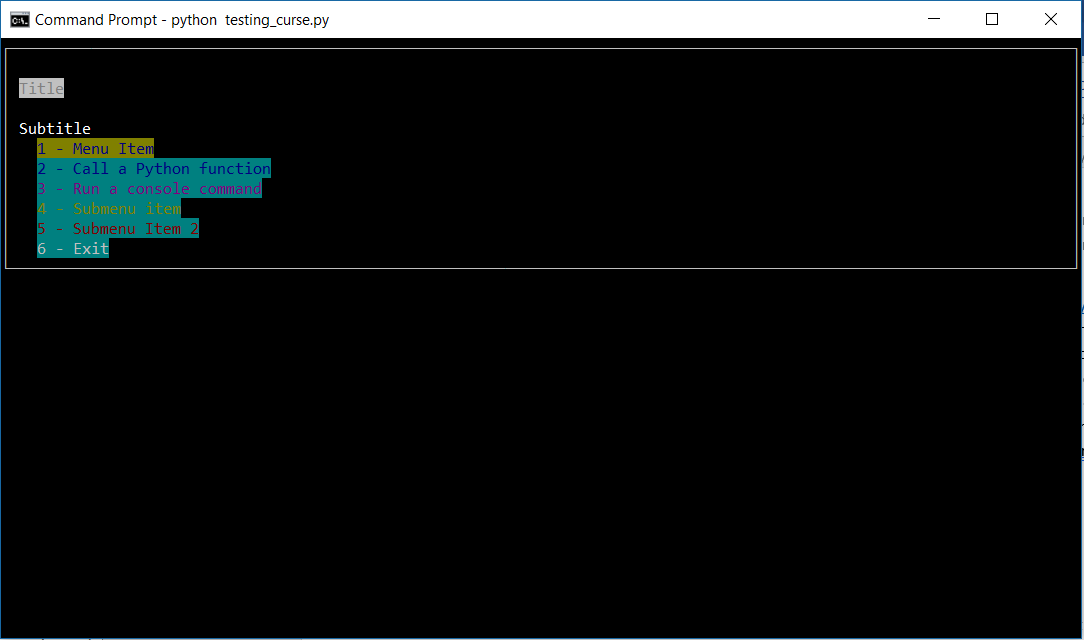 Command Prompt - python  testing_curse.py
Title
Subtitle
1 - Menu Item
2 - Call a Python function
3 - Run a console command
4 - Submenu item
5 - Submenu Item 2
6 - Exit